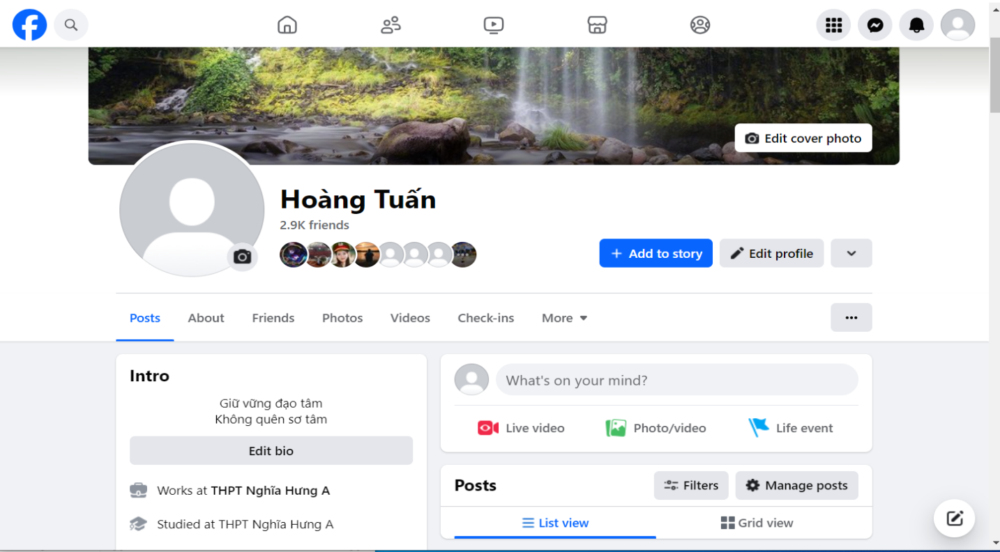 Edit cover photo
Hoàng Tuấn
2.9K friends
+ Add to story
Edit profile
Posts About Friends Photos Videos Check-ins More
Intro
Giữ vững đạo tâm
Không quên sơ tâm
Edit bio
Works at THPT Nghĩa Hưng A
Studied at THPT Nghĩa Hưng A
What's on your mind?
Live video Photo/video Life event
Posts Filters Manage posts
List view Grid view